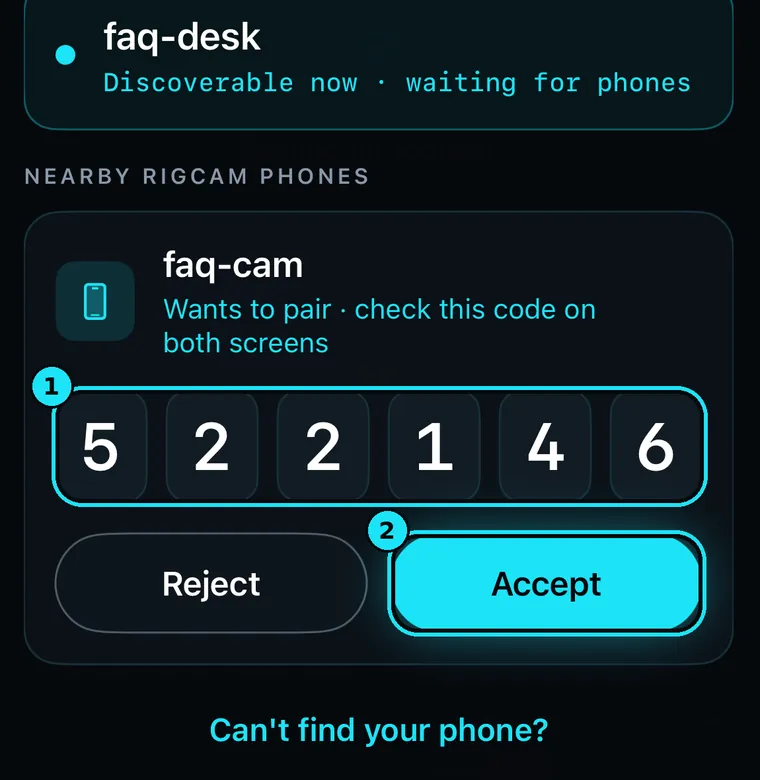 faq-desk
Discoverable now · waiting for phones
NEARBY RIGCAM PHONES
faq-cam
Wants to pair · check this code on
both screens
1
5 2 2 1 4 6
2
Reject Accept
Can't find your phone?